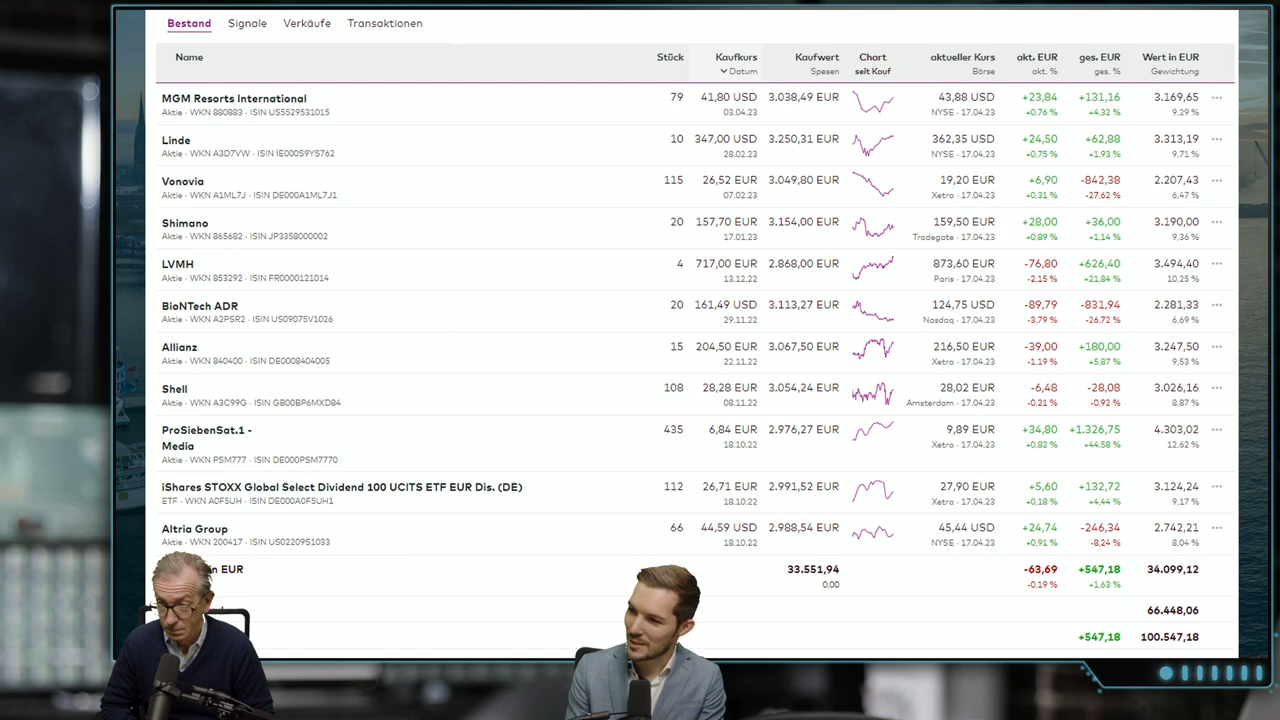 Bestand Signale Verkäufe Transaktionen
Name Stück Kaufkurs Kaufwert Chart aktueller Kurs akt. EUR ges. EUR Wert in EUR
Datum Spesen seit Kauf Börse akt. % ges. % Gewichtung
MGM Resorts International 79 41,80 USD 3.038,49 EUR 43,88 USD +23,84 +131,16 3.169,65
Aktie · WKN 880883 · ISIN US5529531015 03.04.23 NYSE · 17.04.23 +0,76 % +4,32 % 9,29 %
Linde 10 347,00 USD 3.250,31 EUR 362,35 USD +24,50 +62,88 3.313,19
Aktie · WKN A3D7VW · ISIN IE000S9YS762 28.02.23 NYSE · 17.04.23 +0,75 % +1,93 % 9,71 %
Vonovia 115 26,52 EUR 3.049,80 EUR 19,20 EUR +6,90 -842,38 2.207,43
Aktie · WKN A1ML7J · ISIN DE000A1ML7J1 07.02.23 Xetra · 17.04.23 +0,31 % -27,62 % 6,47 %
Shimano 20 157,70 EUR 3.154,00 EUR 159,50 EUR +28,00 +36,00 3.190,00
Aktie · WKN 865682 · ISIN JP3358000002 17.01.23 Tradegate · 17.04.23 +0,89 % +1,14 % 9,36 %
LVMH 4 717,00 EUR 2.868,00 EUR 873,60 EUR -76,80 +626,40 3.494,40
Aktie · WKN 853292 · ISIN FR0000121014 13.12.22 Paris · 17.04.23 -2,15 % +21,84 % 10,25 %
BioNTech ADR 20 161,49 USD 3.113,27 EUR 124,75 USD -89,79 -831,94 2.281,33
Aktie · WKN A2PSR2 · ISIN US09075V1026 29.11.22 Nasdaq · 17.04.23 -3,79 % -26,72 % 6,69 %
Allianz 15 204,50 EUR 3.067,50 EUR 216,50 EUR -39,00 +180,00 3.247,50
Aktie · WKN 840400 · ISIN DE0008404005 22.11.22 Xetra · 17.04.23 -1,19 % +5,87 % 9,53 %
Shell 108 28,28 EUR 3.054,24 EUR 28,02 EUR -6,48 -28,08 3.026,16
Aktie · WKN A3C99G · ISIN GB00BP6MXD84 08.11.22 Amsterdam · 17.04.23 -0,21 % -0,92 % 8,87 %
ProSiebenSat.1 - 435 6,84 EUR 2.976,27 EUR 9,89 EUR +34,80 +1.326,75 4.303,02
Media 18.10.22 Xetra · 17.04.23 +0,82 % +44,58 % 12,62 %
Aktie · WKN PSM777 · ISIN DE000PSM7770
iShares STOXX Global Select Dividend 100 UCITS ETF EUR Dis. (DE) 112 26,71 EUR 2.991,52 EUR 27,90 EUR +5,60 +132,72 3.124,24
ETF · WKN A0F5UH · ISIN DE000A0F5UH1 18.10.22 Xetra · 17.04.23 +0,18 % +4,44 % 9,17 %
Altria Group 66 44,59 USD 2.988,54 EUR 45,44 USD +24,74 -246,34 2.742,21
Aktie · WKN 200417 · ISIN US02209S1033 18.10.22 NYSE · 17.04.23 +0,91 % -8,24 % 8,04 %
in EUR 33.551,94 -63,69 +547,18 34.099,12
0,00 -0,19 % +1,63 %
66.448,06
+547,18 100.547,18